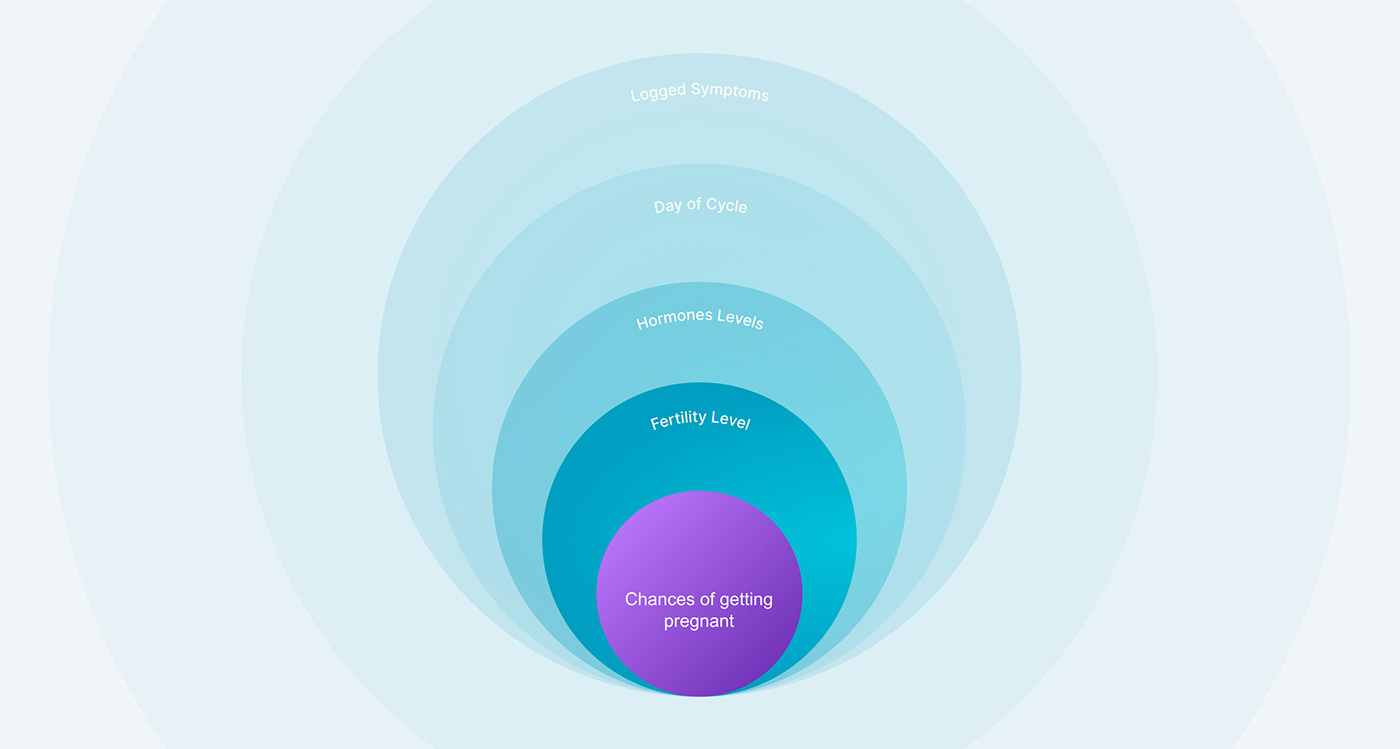 Logged Symptoms
Day of Cycle
Hormones Levels
Fertility Level
Chances of getting
pregnant